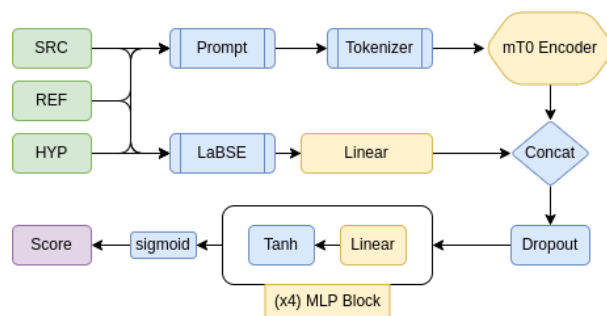 SRC
Prompt
Tokenizer
mT0 Encoder
REF
HYP
LaBSE
Linear
Concat
Score
sigmoid
Tanh
Linear
Dropout
(x4) MLP Block